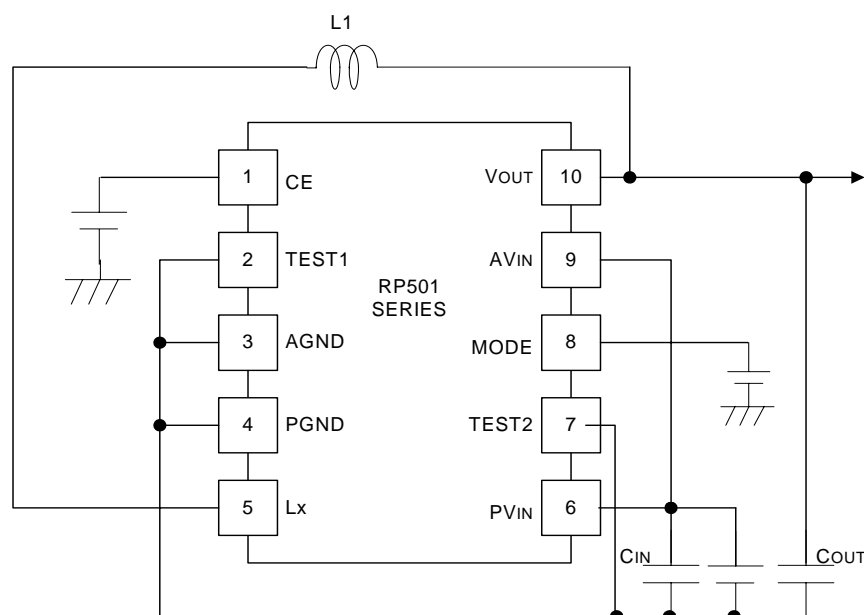 L1
1
CE
VOUT
10
2
TEST1
AVIN
9
RP501
SERIES
3
AGND
MODE
8
4
PGND
TEST2
7
5
Lx
PVIN
6
CIN
COUT